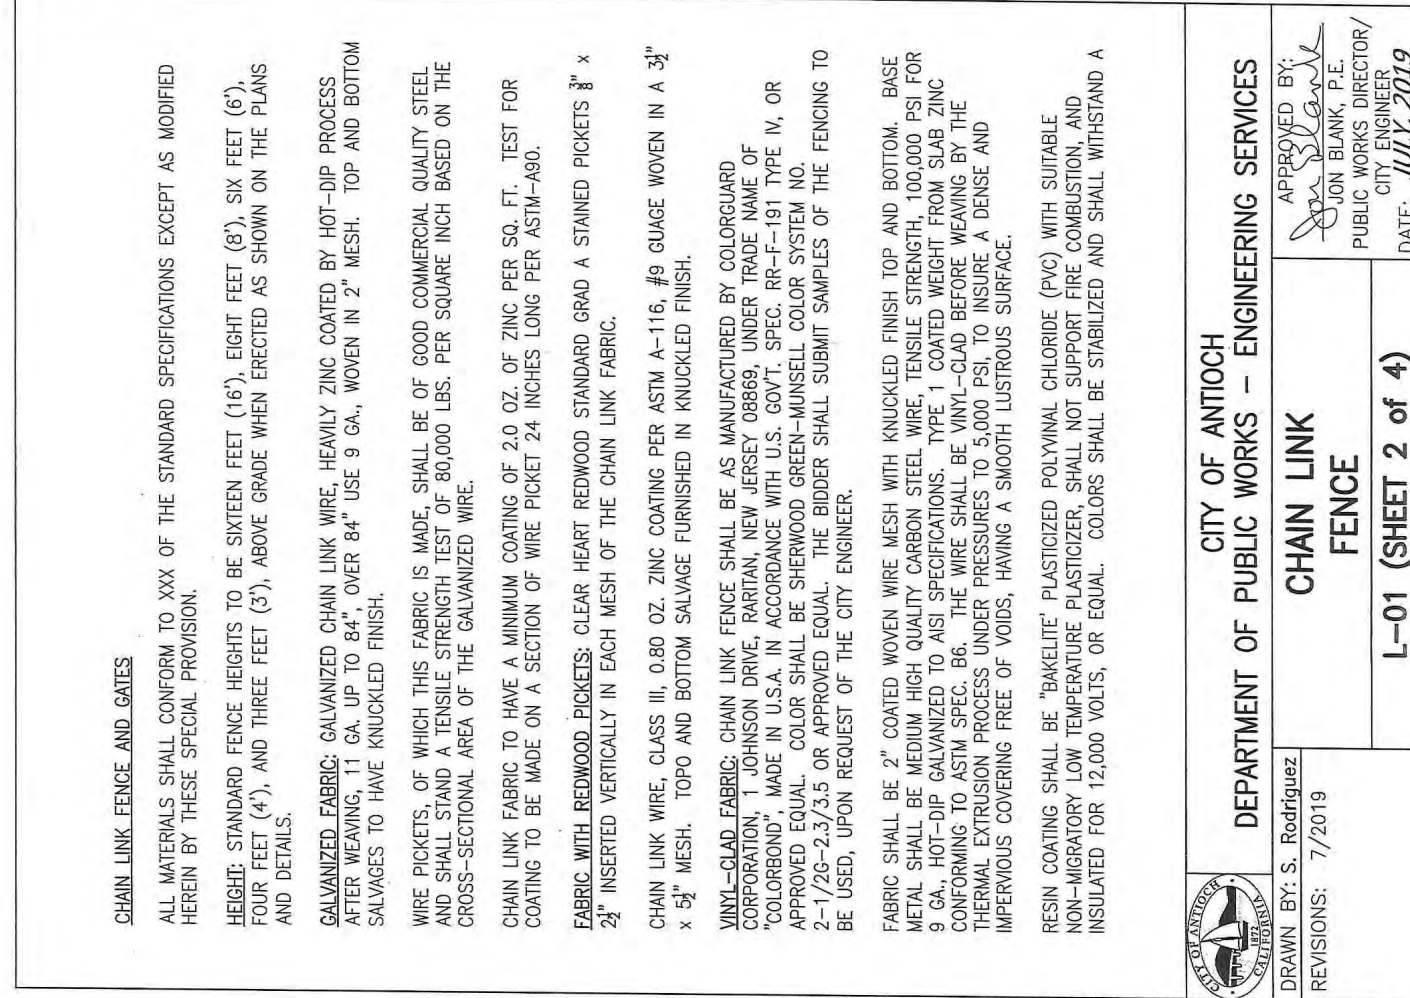 CHAIN LINK FENCE AND GATES
ALL MATERIALS SHALL CONFORM TO XXX OF THE STANDARD SPECIFICATIONS EXCEPT AS MODIFIED
HEREIN BY THESE SPECIAL PROVISION.
HEIGHT: STANDARD FENCE HEIGHTS TO BE SIXTEEN FEET (16'), EIGHT FEET (8'), SIX FEET (6'),
FOUR FEET (4'), AND THREE FEET (3'), ABOVE GRADE WHEN ERECTED AS SHOWN ON THE PLANS
AND DETAILS.
GALVANIZED FABRIC: GALVANIZED CHAIN LINK WIRE, HEAVILY ZINC COATED BY HOT-DIP PROCESS
AFTER WEAVING, 11 GA. UP TO 84", OVER 84" USE 9 GA., WOVEN IN 2" MESH. TOP AND BOTTOM
SALVAGES TO HAVE KNUCKLED FINISH.
WIRE PICKETS, OF WHICH THIS FABRIC IS MADE, SHALL BE OF GOOD COMMERCIAL QUALITY STEEL
AND SHALL STAND A TENSILE STRENGTH TEST OF 80,000 LBS. PER SQUARE INCH BASED ON THE
CROSS-SECTIONAL AREA OF THE GALVANIZED WIRE.
CHAIN LINK FABRIC TO HAVE A MINIMUM COATING OF 2.0 OZ. OF ZINC PER SQ. FT. TEST FOR
COATING TO BE MADE ON A SECTION OF WIRE PICKET 24 INCHES LONG PER ASTM-A90.
FABRIC WITH REDWOOD PICKETS: CLEAR HEART REDWOOD STANDARD GRAD A STAINED PICKETS 3/8" x
2½" INSERTED VERTICALLY IN EACH MESH OF THE CHAIN LINK FABRIC.
CHAIN LINK WIRE, CLASS III, 0.80 OZ. ZINC COATING PER ASTM A-116, #9 GUAGE WOVEN IN A 3½"
x 5½" MESH. TOPO AND BOTTOM SALVAGE FURNISHED IN KNUCKLED FINISH.
VINYL-CLAD FABRIC: CHAIN LINK FENCE SHALL BE AS MANUFACTURED BY COLORGUARD
CORPORATION, 1 JOHNSON DRIVE, RARITAN, NEW JERSEY 08869, UNDER TRADE NAME OF
"COLORBOND", MADE IN U.S.A. IN ACCORDANCE WITH U.S. GOV'T. SPEC. RR-F-191 TYPE IV, OR
APPROVED EQUAL. COLOR SHALL BE SHERWOOD GREEN-MUNSELL COLOR SYSTEM NO.
2-1/2G-2.3/3.5 OR APPROVED EQUAL. THE BIDDER SHALL SUBMIT SAMPLES OF THE FENCING TO
BE USED, UPON REQUEST OF THE CITY ENGINEER.
FABRIC SHALL BE 2" COATED WOVEN WIRE MESH WITH KNUCKLED FINISH TOP AND BOTTOM. BASE
METAL SHALL BE MEDIUM HIGH QUALITY CARBON STEEL WIRE, TENSILE STRENGTH, 100,000 PSI FOR
9 GA., HOT-DIP GALVANIZED TO AISI SPECIFICATIONS. TYPE 1 COATED WEIGHT FROM SLAB ZINC
CONFORMING TO ASTM SPEC. B6. THE WIRE SHALL BE VINYL-CLAD BEFORE WEAVING BY THE
THERMAL EXTRUSION PROCESS UNDER PRESSURES TO 5,000 PSI, TO INSURE A DENSE AND
IMPERVIOUS COVERING FREE OF VOIDS, HAVING A SMOOTH LUSTROUS SURFACE.
RESIN COATING SHALL BE "BAKELITE' PLASTICIZED POLYVINAL CHLORIDE (PVC) WITH SUITABLE
NON-MIGRATORY LOW TEMPERATURE PLASTICIZER, SHALL NOT SUPPORT FIRE COMBUSTION, AND
INSULATED FOR 12,000 VOLTS, OR EQUAL. COLORS SHALL BE STABILIZED AND SHALL WITHSTAND A
CITY OF ANTIOCH
1872
CALIFORNIA
CITY OF ANTIOCH
DEPARTMENT OF PUBLIC WORKS - ENGINEERING SERVICES
DRAWN BY: S. Rodriguez
REVISIONS: 7/2019
CHAIN LINK
FENCE
L-01 (SHEET 2 of 4)
APPROVED BY:
Jon Blank
JON BLANK, P.E.
PUBLIC WORKS DIRECTOR/
CITY ENGINEER
DATE: JULY, 2019